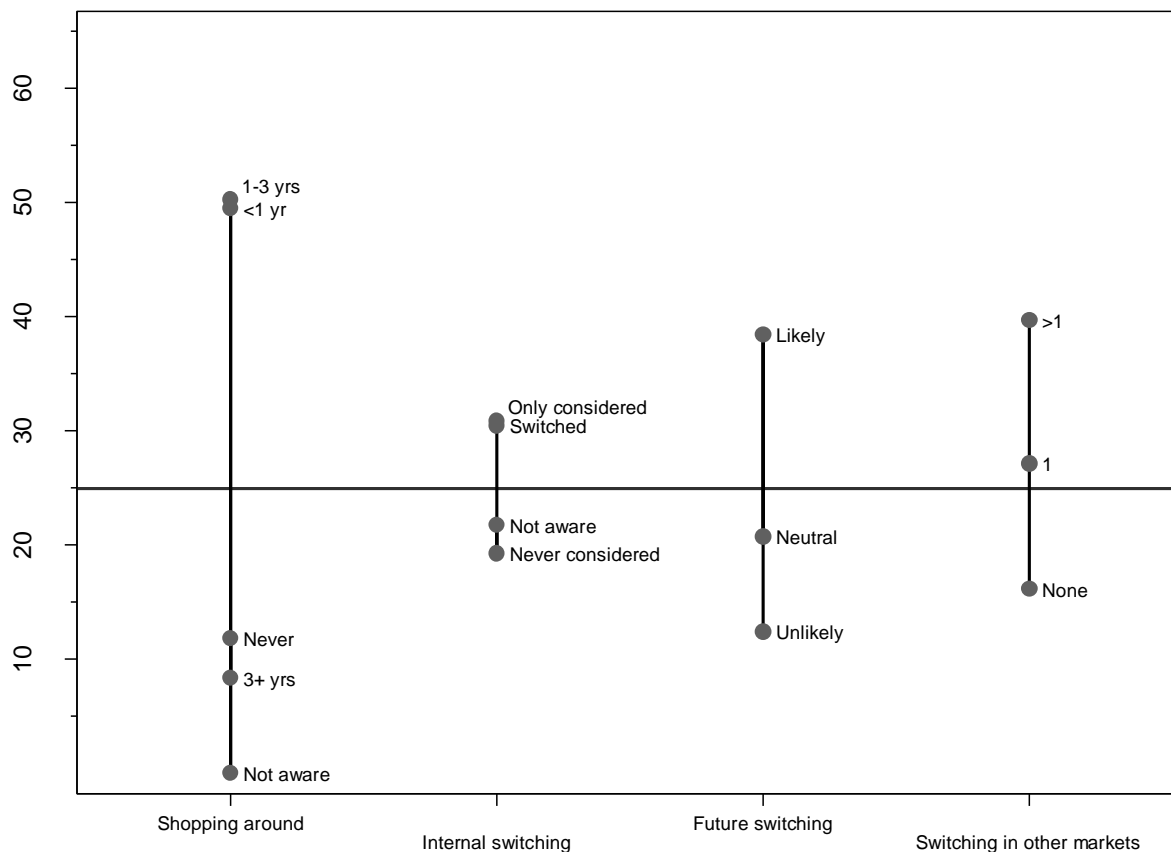 60
50
40
30
20
10
1-3 yrs
<1 yr
Never
3+ yrs
Not aware
Only considered
Switched
Not aware
Never considered
Likely
Neutral
Unlikely
>1
1
None
Shopping around
Internal switching
Future switching
Switching in other markets